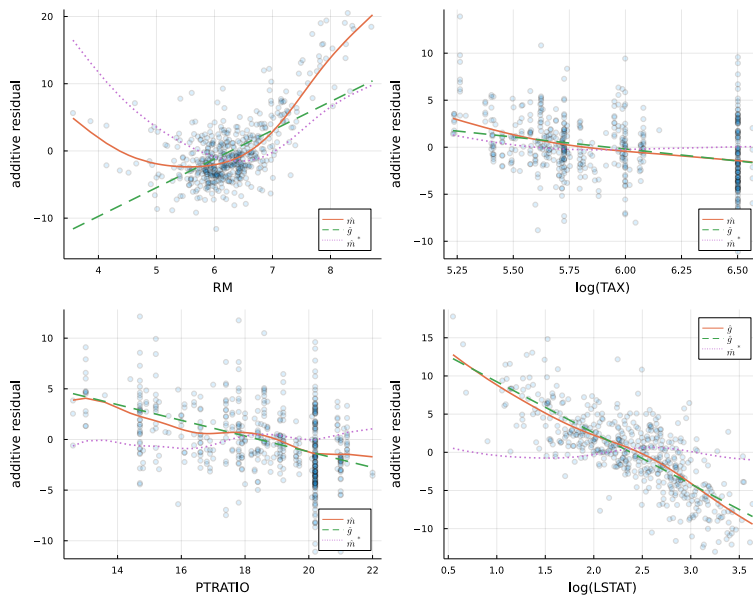 20
10
0
−10
additive residual
4
5
6
7
8
RM
m̂
ĝ
m̂*
10
5
0
−5
−10
additive residual
5.25
5.50
5.75
6.00
6.25
6.50
log(TAX)
m̂
ĝ
m̂*
10
5
0
−5
−10
additive residual
14
16
18
20
22
PTRATIO
m̂
ĝ
m̂*
15
10
5
0
−5
−10
additive residual
0.5
1.0
1.5
2.0
2.5
3.0
3.5
log(LSTAT)
ĝ
ĝ
m̂*